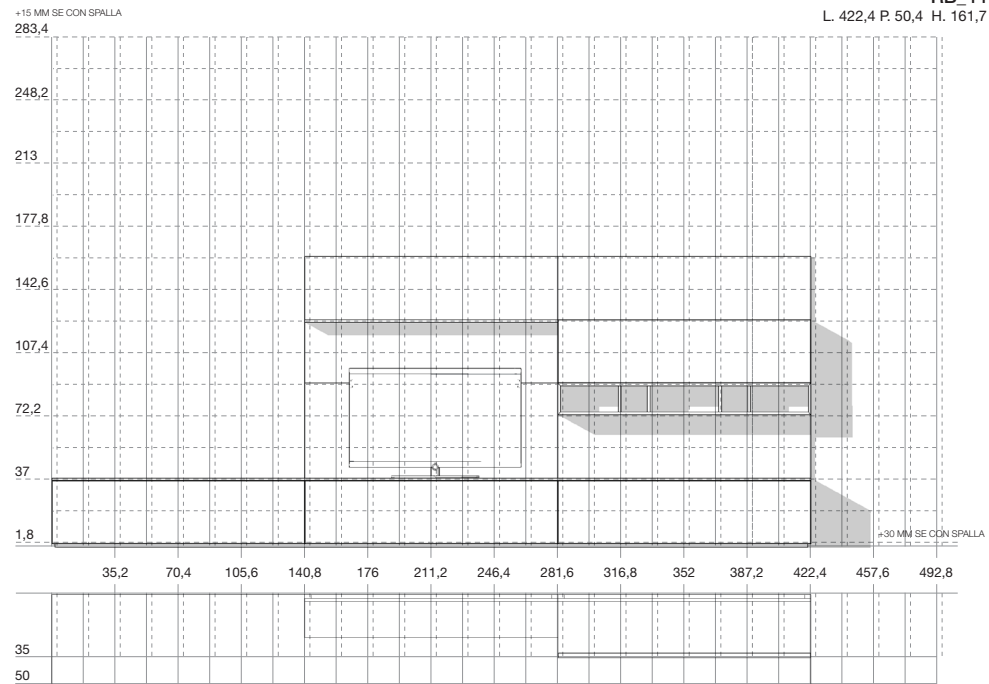 +15 MM SE CON SPALLA
L. 422,4 P. 50,4 H. 161,7
283,4
248,2
213
177,8
142,6
107,4
72,2
37
1,8
+30 MM SE CON SPALLA
35,2 70,4 105,6 140,8 176 211,2 246,4 281,6 316,8 352 387,2 422,4 457,6 492,8
35
50